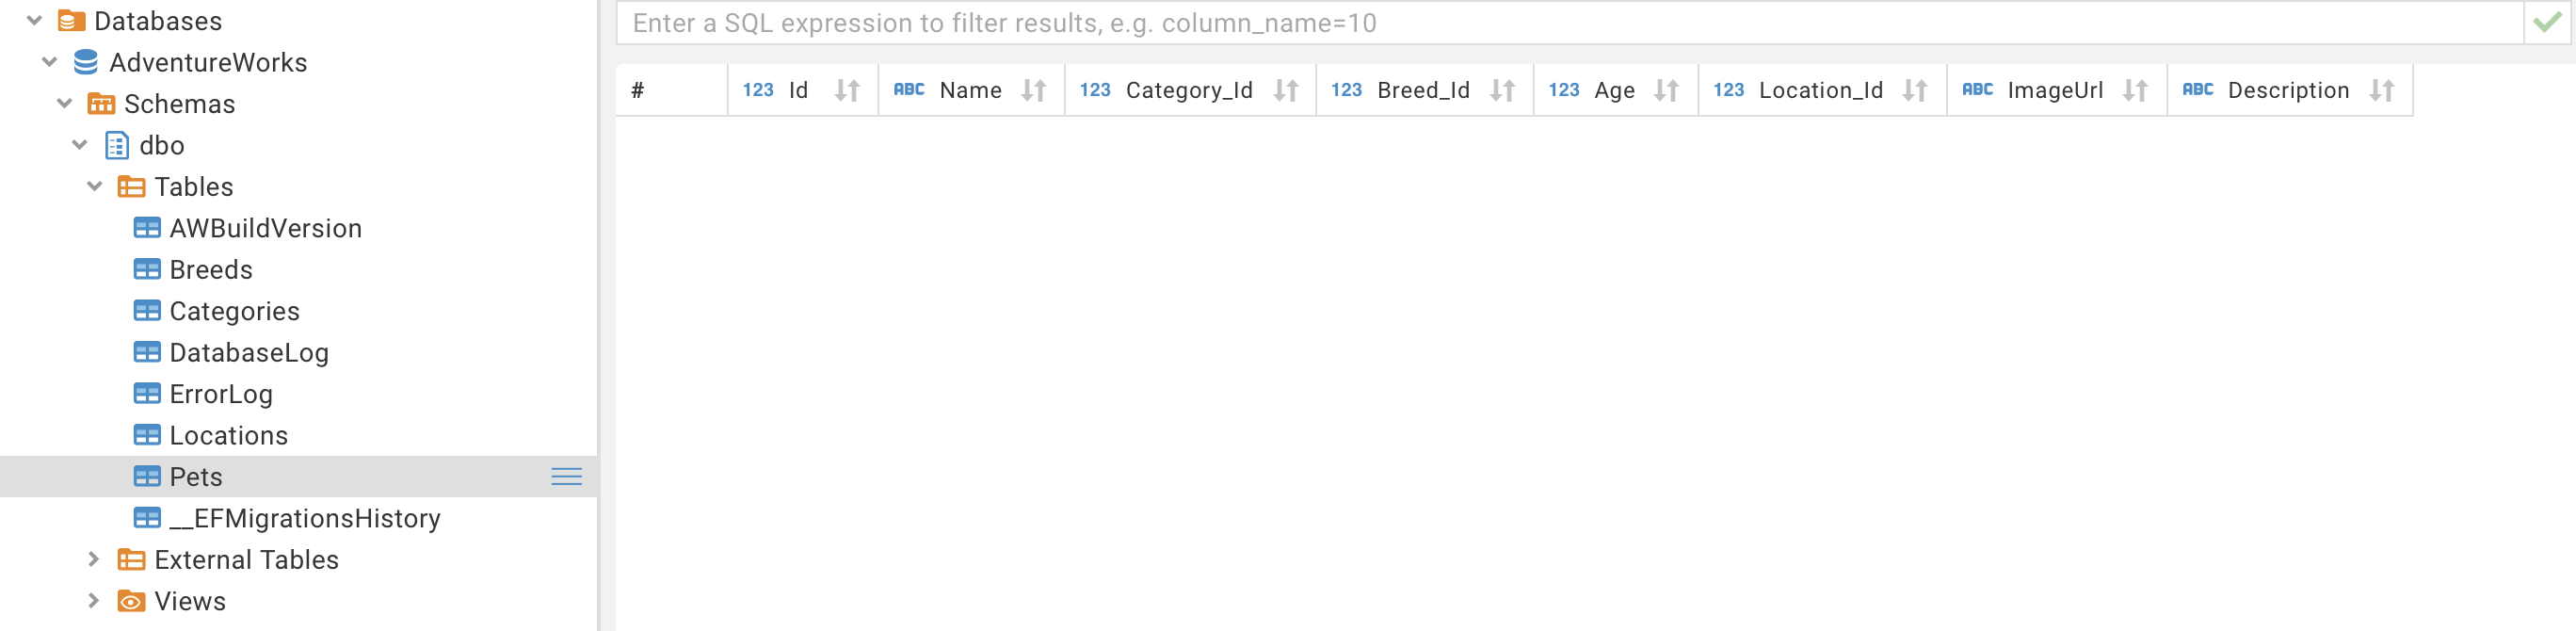 Databases
AdventureWorks
Schemas
dbo
Tables
AWBuildVersion
Breeds
Categories
DatabaseLog
ErrorLog
Locations
Pets
__EFMigrationsHistory
External Tables
Views
Enter a SQL expression to filter results, e.g. column_name=10
# 123 Id ABC Name 123 Category_Id 123 Breed_Id 123 Age 123 Location_Id ABC ImageUrl ABC Description